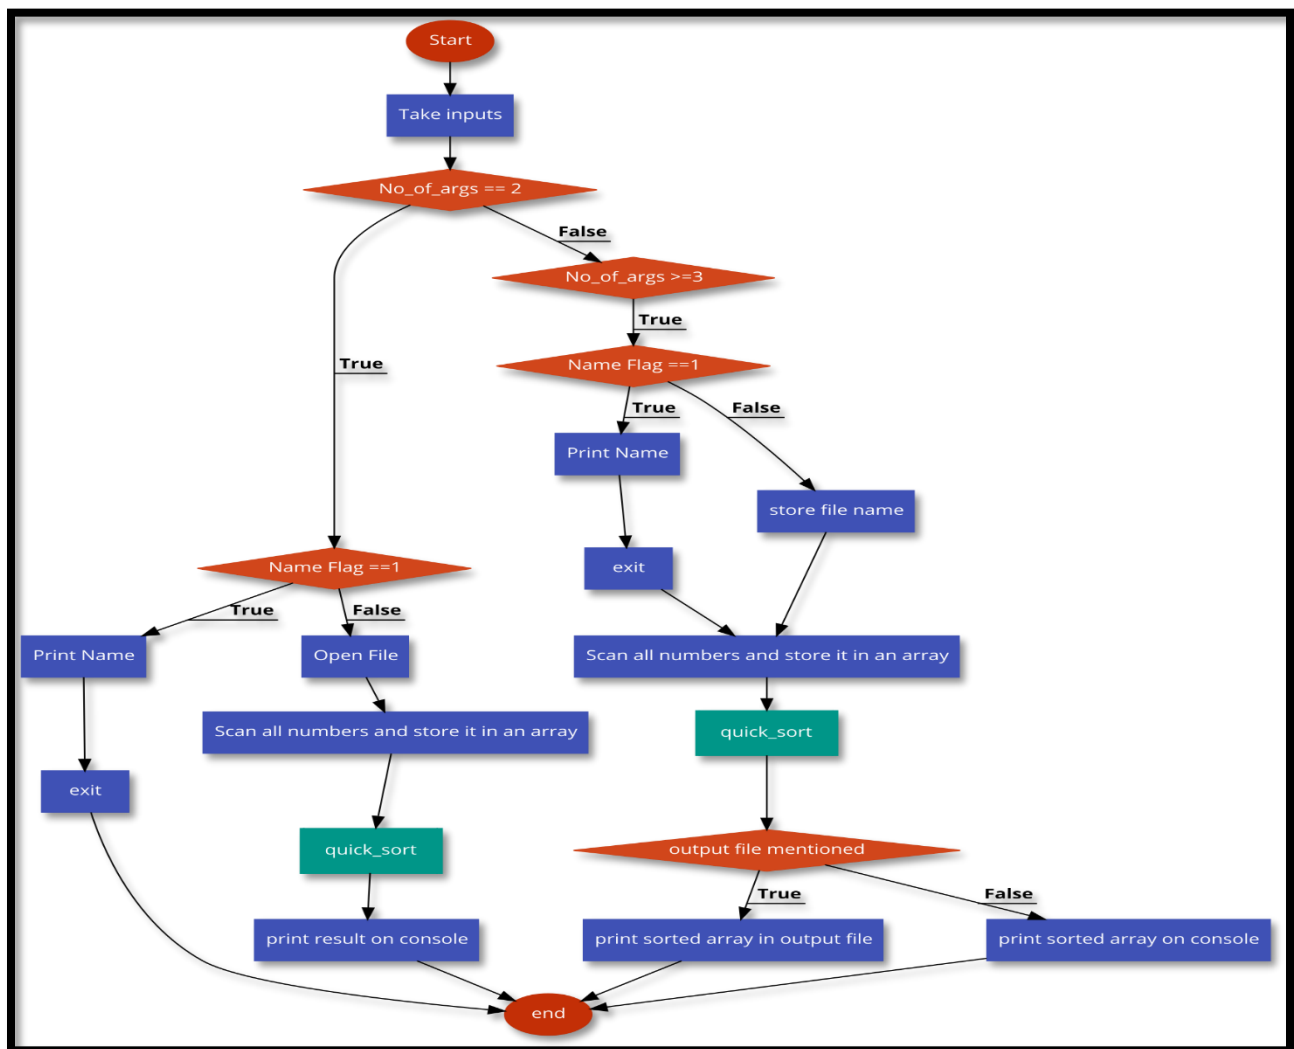 Start
Take inputs
No_of_args == 2
False
No_of_args >=3
True
True
Name Flag ==1
True
False
Print Name
store file name
exit
Name Flag ==1
True
False
Print Name
Open File
Scan all numbers and store it in an array
Scan all numbers and store it in an array
quick_sort
exit
quick_sort
output file mentioned
True
False
print result on console
print sorted array in output file
print sorted array on console
end